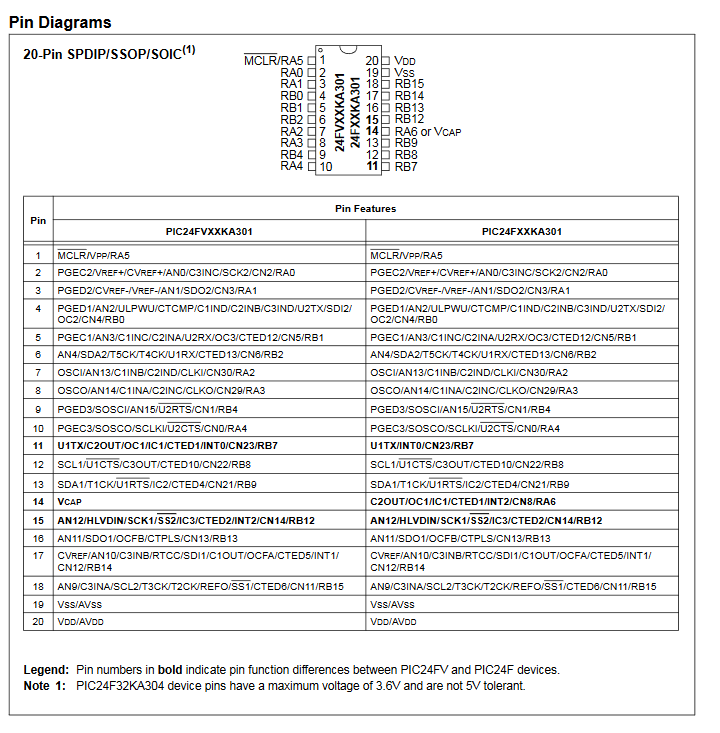 Pin Diagrams
20-Pin SPDIP/SSOP/SOIC(1)
MCLR/RA5 1 20 VDD
RA0 2 19 VSS
RA1 3 18 RB15
RB0 4 17 RB14
RB1 5 16 RB13
RB2 6 15 RB12
RA2 7 14 RA6 or VCAP
RA3 8 13 RB9
RB4 9 12 RB8
RA4 10 11 RB7
24FVXXKA301
24FXXKA301
Pin Pin Features
PIC24FVXXKA301 PIC24FXXKA301
1 MCLR/VPP/RA5 MCLR/VPP/RA5
2 PGEC2/VREF+/CVREF+/AN0/C3INC/SCK2/CN2/RA0 PGEC2/VREF+/CVREF+/AN0/C3INC/SCK2/CN2/RA0
3 PGED2/CVREF-/VREF-/AN1/SDO2/CN3/RA1 PGED2/CVREF-/VREF-/AN1/SDO2/CN3/RA1
4 PGED1/AN2/ULPWU/CTCMP/C1IND/C2INB/C3IND/U2TX/SDI2/ PGED1/AN2/ULPWU/CTCMP/C1IND/C2INB/C3IND/U2TX/SDI2/
OC2/CN4/RB0 OC2/CN4/RB0
5 PGEC1/AN3/C1INC/C2INA/U2RX/OC3/CTED12/CN5/RB1 PGEC1/AN3/C1INC/C2INA/U2RX/OC3/CTED12/CN5/RB1
6 AN4/SDA2/T5CK/T4CK/U1RX/CTED13/CN6/RB2 AN4/SDA2/T5CK/T4CK/U1RX/CTED13/CN6/RB2
7 OSCI/AN13/C1INB/C2IND/CLKI/CN30/RA2 OSCI/AN13/C1INB/C2IND/CLKI/CN30/RA2
8 OSCO/AN14/C1INA/C2INC/CLKO/CN29/RA3 OSCO/AN14/C1INA/C2INC/CLKO/CN29/RA3
9 PGED3/SOSCI/AN15/U2RTS/CN1/RB4 PGED3/SOSCI/AN15/U2RTS/CN1/RB4
10 PGEC3/SOSCO/SCLKI/U2CTS/CN0/RA4 PGEC3/SOSCO/SCLKI/U2CTS/CN0/RA4
11 U1TX/C2OUT/OC1/IC1/CTED1/INT0/CN23/RB7 U1TX/INT0/CN23/RB7
12 SCL1/U1CTS/C3OUT/CTED10/CN22/RB8 SCL1/U1CTS/C3OUT/CTED10/CN22/RB8
13 SDA1/T1CK/U1RTS/IC2/CTED4/CN21/RB9 SDA1/T1CK/U1RTS/IC2/CTED4/CN21/RB9
14 VCAP C2OUT/OC1/IC1/CTED1/INT2/CN8/RA6
15 AN12/HLVDIN/SCK1/SS2/IC3/CTED2/INT2/CN14/RB12 AN12/HLVDIN/SCK1/SS2/IC3/CTED2/CN14/RB12
16 AN11/SDO1/OCFB/CTPLS/CN13/RB13 AN11/SDO1/OCFB/CTPLS/CN13/RB13
17 CVREF/AN10/C3INB/RTCC/SDI1/C1OUT/OCFA/CTED5/INT1/ CVREF/AN10/C3INB/RTCC/SDI1/C1OUT/OCFA/CTED5/INT1/
CN12/RB14 CN12/RB14
18 AN9/C3INA/SCL2/T3CK/T2CK/REFO/SS1/CTED6/CN11/RB15 AN9/C3INA/SCL2/T3CK/T2CK/REFO/SS1/CTED6/CN11/RB15
19 VSS/AVSS VSS/AVSS
20 VDD/AVDD VDD/AVDD
Legend: Pin numbers in bold indicate pin function differences between PIC24FV and PIC24F devices.
Note 1: PIC24F32KA304 device pins have a maximum voltage of 3.6V and are not 5V tolerant.